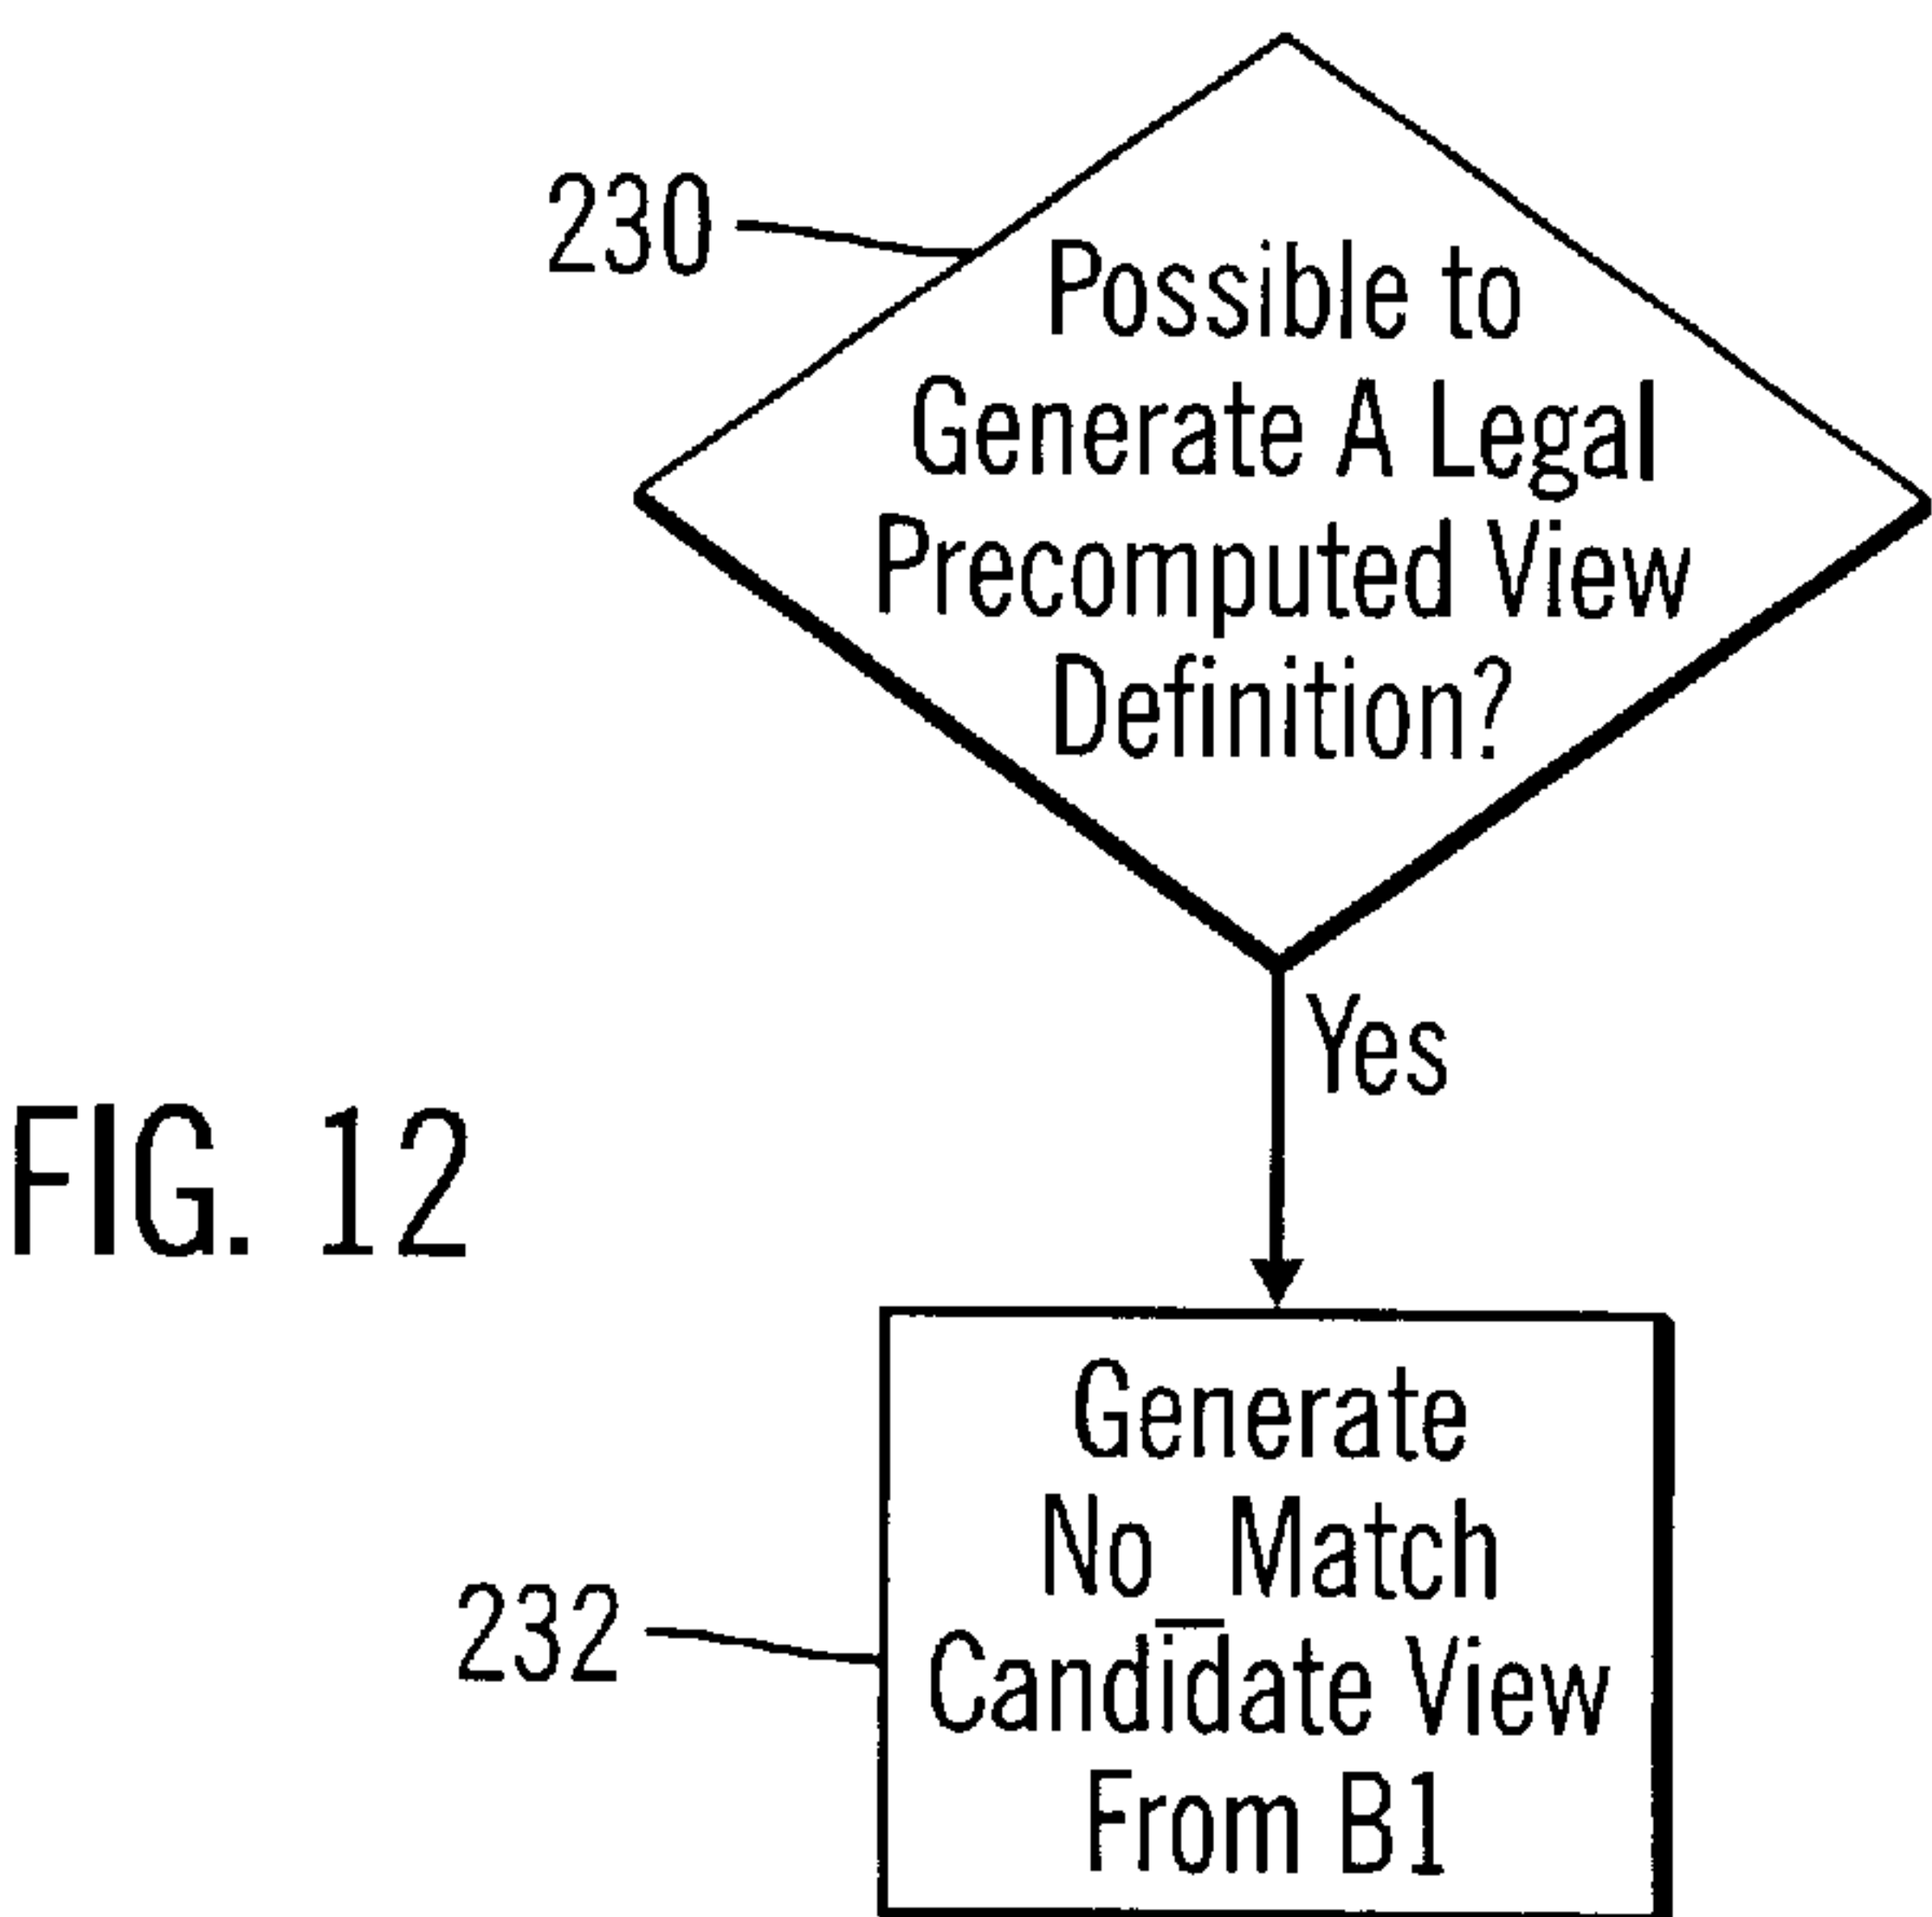 230
Possible to
Generate A Legal
Precomputed View
Definition?
Yes
FIG. 12
Generate
No_Match
Candidate View
From B1
232